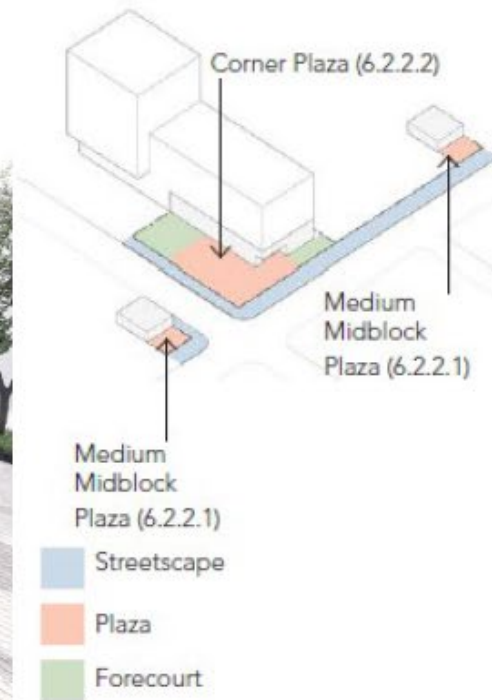 Corner Plaza (6.2.2.2)
Medium
Midblock
Plaza (6.2.2.1)
Medium
Midblock
Plaza (6.2.2.1)
Streetscape
Plaza
Forecourt